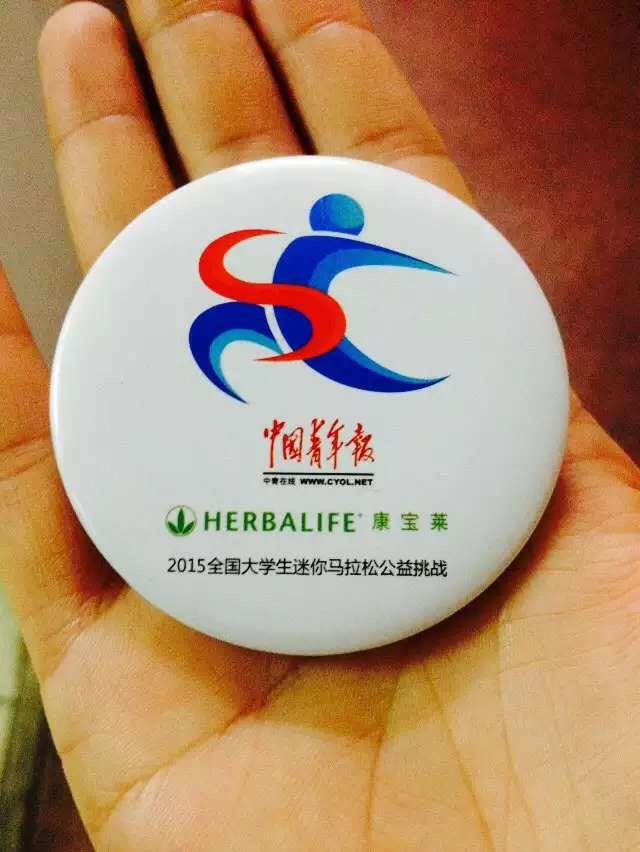 中国青年报
中青在线 WWW.CYOL.NET
HERBALIFE® 康宝莱
2015全国大学生迷你马拉松公益挑战